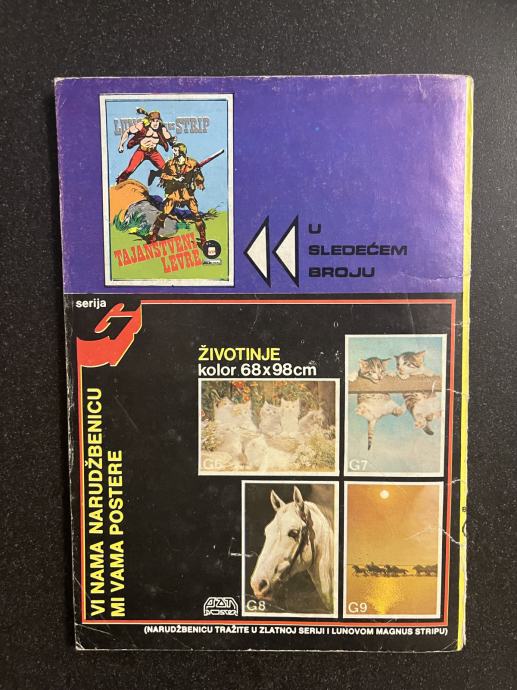 LUNOV MAGNUS STRIP
TAJANSTVENI
LEVRE
U
SLEDEĆEM
BROJU
serija
G
ŽIVOTINJE
kolor 68x98cm
VI NAMA NARUDŽBENICU
MI VAMA POSTERE
G6
G7
G8
G9
(NARUDŽBENICU TRAŽITE U ZLATNOJ SERIJI I LUNOVOM MAGNUS STRIPU)